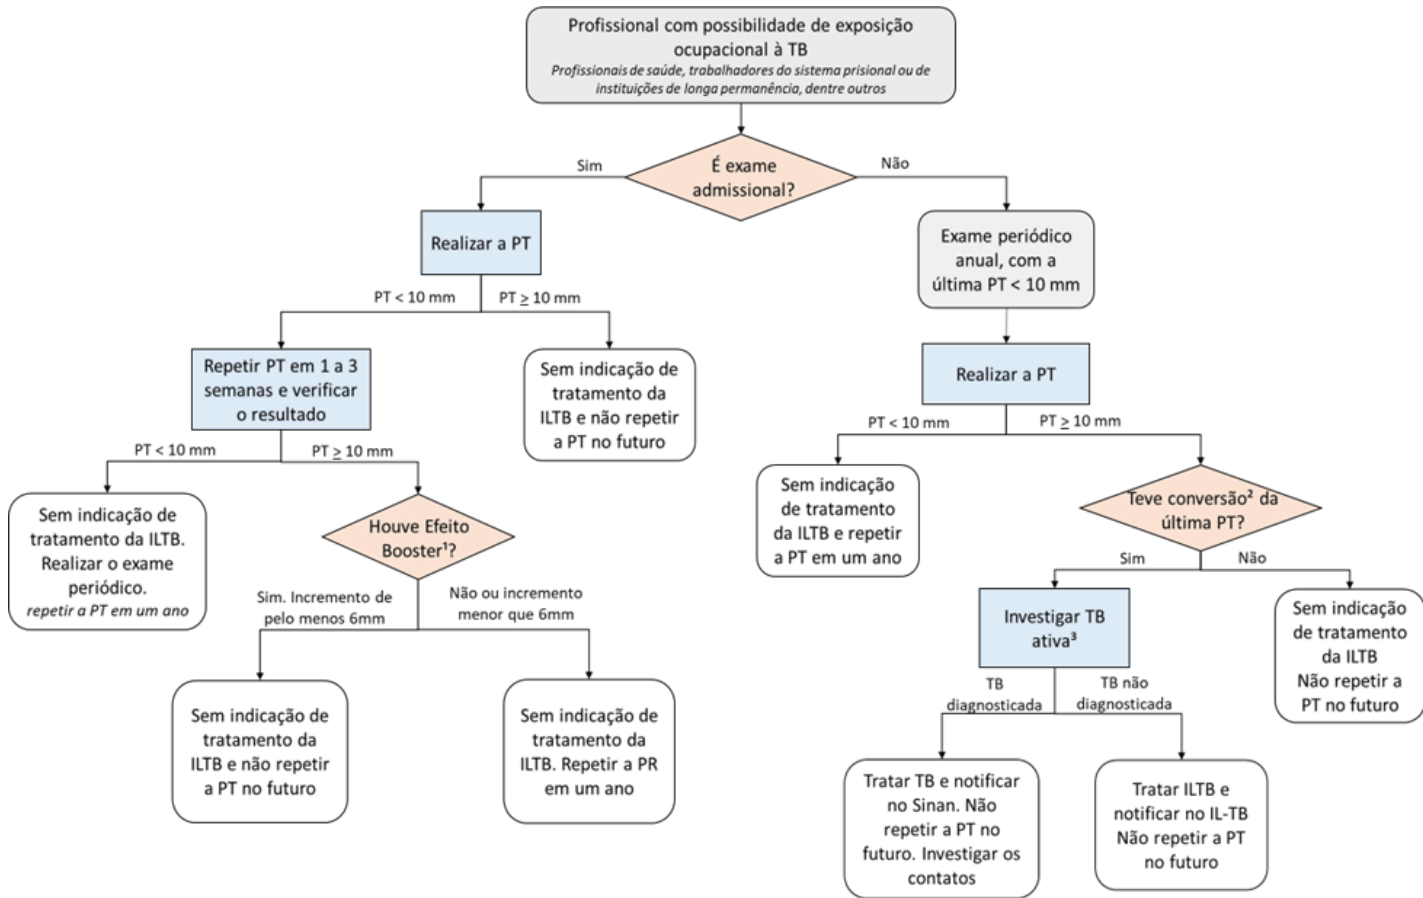 Profissional com possibilidade de exposição
ocupacional à TB
Profissionais de saúde, trabalhadores do sistema prisional ou de
instituições de longa permanência, dentre outros
É exame
admissional?
Sim
Não
Realizar a PT
PT < 10 mm
PT ≥ 10 mm
Repetir PT em 1 a 3
semanas e verificar
o resultado
Sem indicação de
tratamento da
ILTB e não repetir
a PT no futuro
PT < 10 mm
PT ≥ 10 mm
Sem indicação de
tratamento da ILTB.
Realizar o exame
periódico.
repetir a PT em um ano
Houve Efeito
Booster¹?
Sim. Incremento de
pelo menos 6mm
Não ou incremento
menor que 6mm
Sem indicação de
tratamento da
ILTB e não repetir
a PT no futuro
Sem indicação de
tratamento da
ILTB. Repetir a PR
em um ano
Exame periódico
anual, com a
última PT < 10 mm
Realizar a PT
PT < 10 mm
PT ≥ 10 mm
Sem indicação
de tratamento
da ILTB e repetir
a PT em um ano
Teve conversão² da
última PT?
Sim
Não
Investigar TB
ativa³
Sem indicação
de tratamento
da ILTB
Não repetir a
PT no futuro
TB
diagnosticada
TB não
diagnosticada
Tratar TB e notificar
no Sinan. Não
repetir a PT no
futuro. Investigar os
contatos
Tratar ILTB e
notificar no IL-TB
Não repetir a PT
no futuro